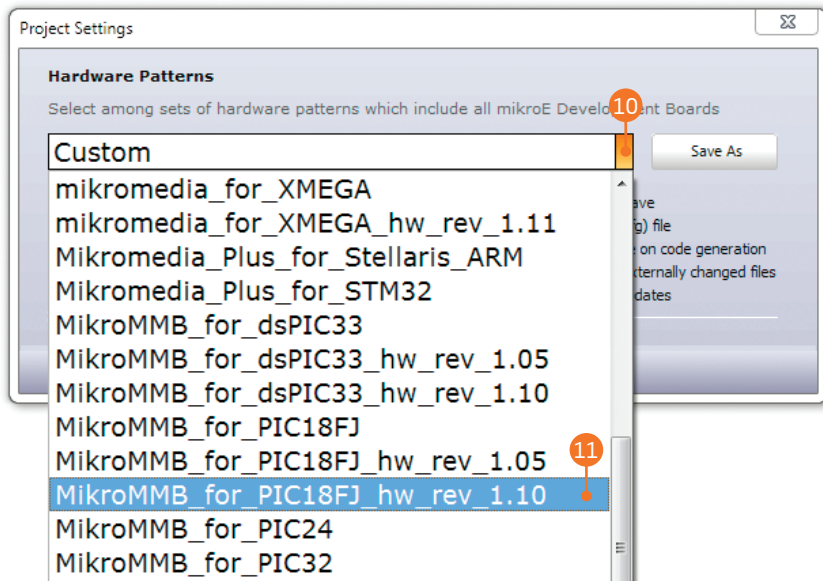 Project Settings
Hardware Patterns
Select among sets of hardware patterns which include all mikroE Development Boards
10
Custom
Save As
mikromedia_for_XMEGA
ave
mikromedia_for_XMEGA_hw_rev_1.11
fg) file
Mikromedia_Plus_for_Stellaris_ARM
on code generation
Mikromedia_Plus_for_STM32
xternally changed files
dates
MikroMMB_for_dsPIC33
MikroMMB_for_dsPIC33_hw_rev_1.05
MikroMMB_for_dsPIC33_hw_rev_1.10
MikroMMB_for_PIC18FJ
MikroMMB_for_PIC18FJ_hw_rev_1.05
11
MikroMMB_for_PIC18FJ_hw_rev_1.10
MikroMMB_for_PIC24
MikroMMB_for_PIC32